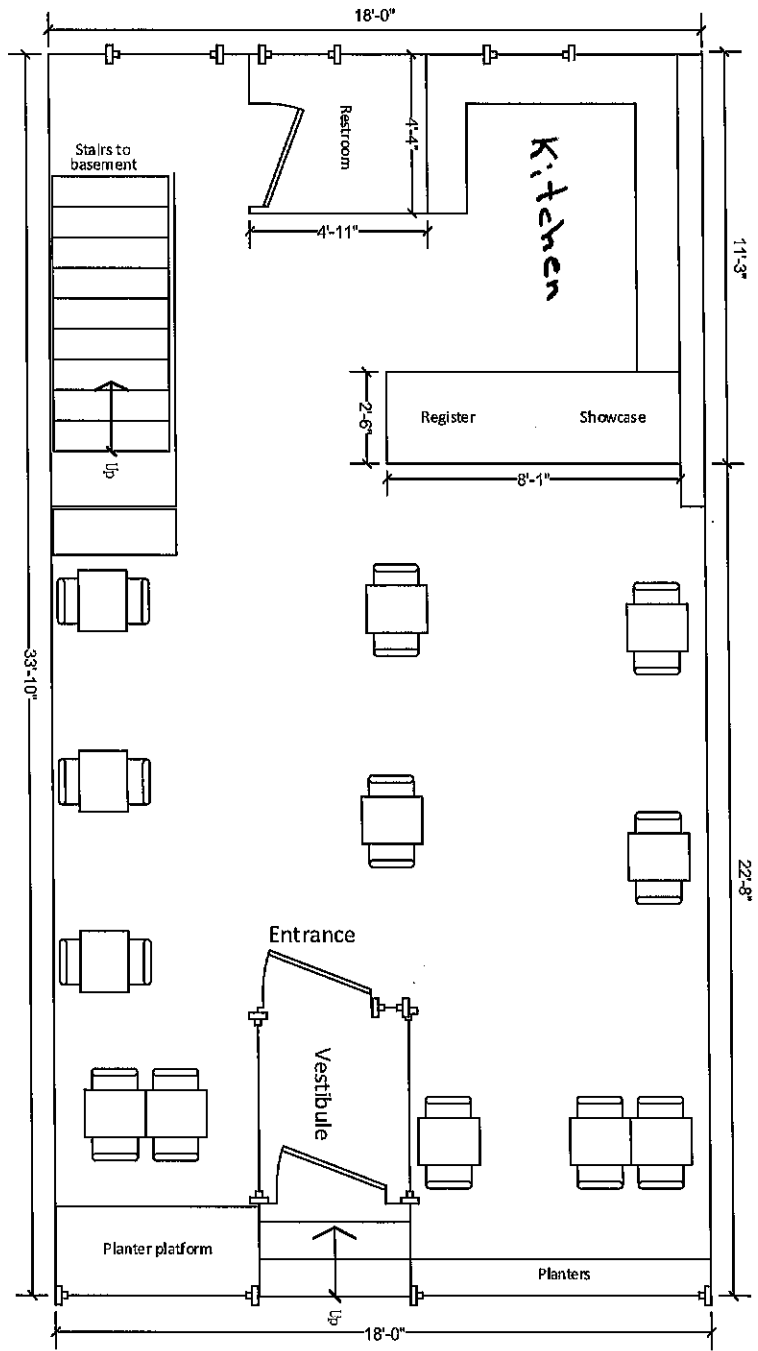 18'-0"
Restroom
4'-4"
Kitchen
Stairs to
basement
4'-11"
11'-3"
2'-6"
Register
Showcase
Up
8'-1"
33'-10"
22'-8"
Entrance
Vestibule
Planter platform
Planters
Up
18'-0"